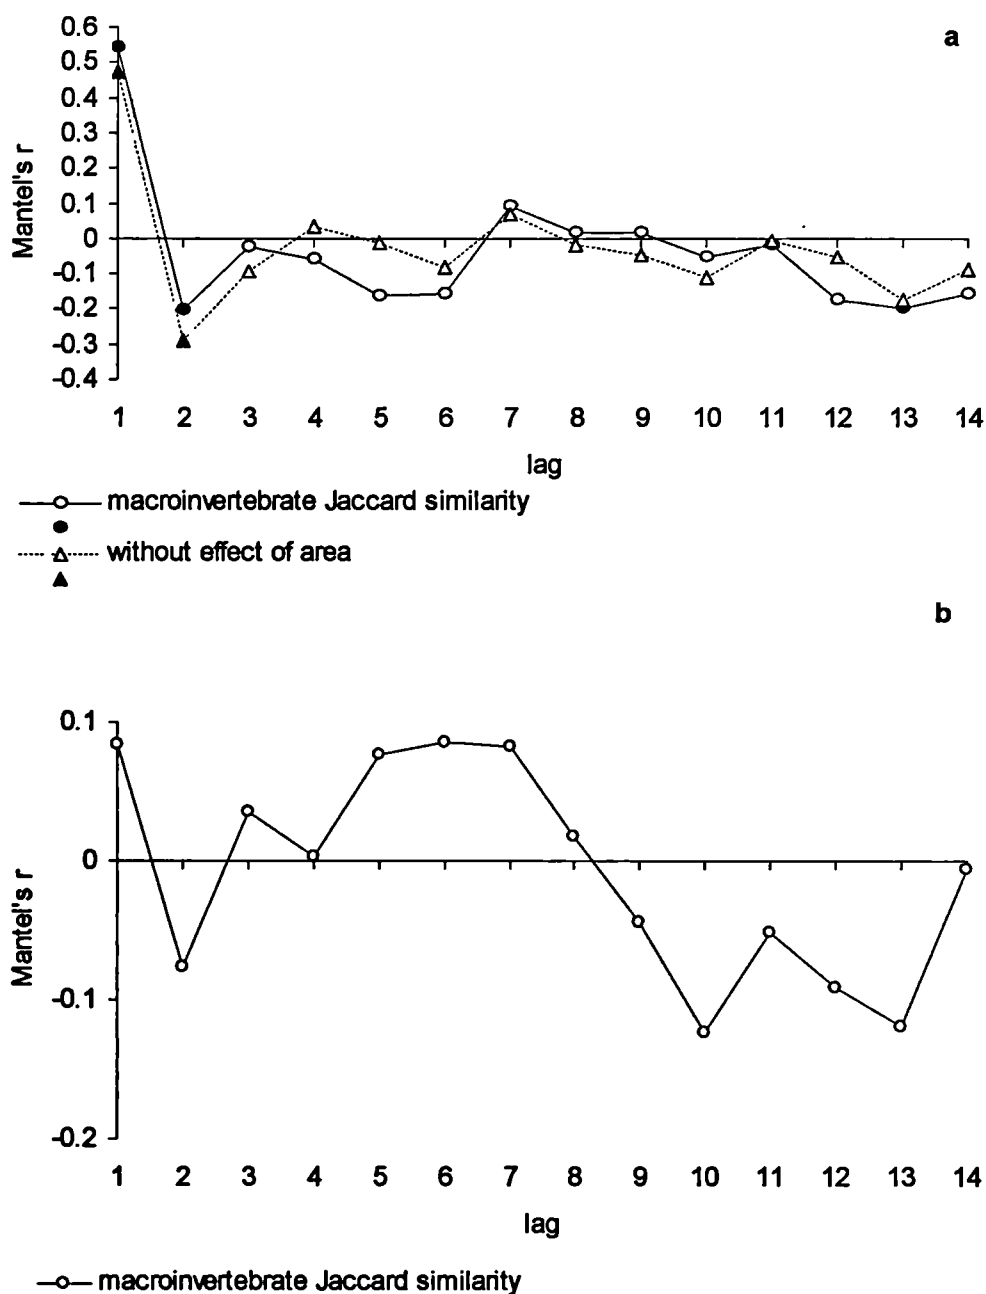 a
0.6
0.5
0.4
0.3
0.2
0.1
0
-0.1
-0.2
-0.3
-0.4
Mantel's r
1 2 3 4 5 6 7 8 9 10 11 12 13 14
lag
macroinvertebrate Jaccard similarity
without effect of area
b
0.1
0
-0.1
-0.2
Mantel's r
1 2 3 4 5 6 7 8 9 10 11 12 13 14
lag
macroinvertebrate Jaccard similarity